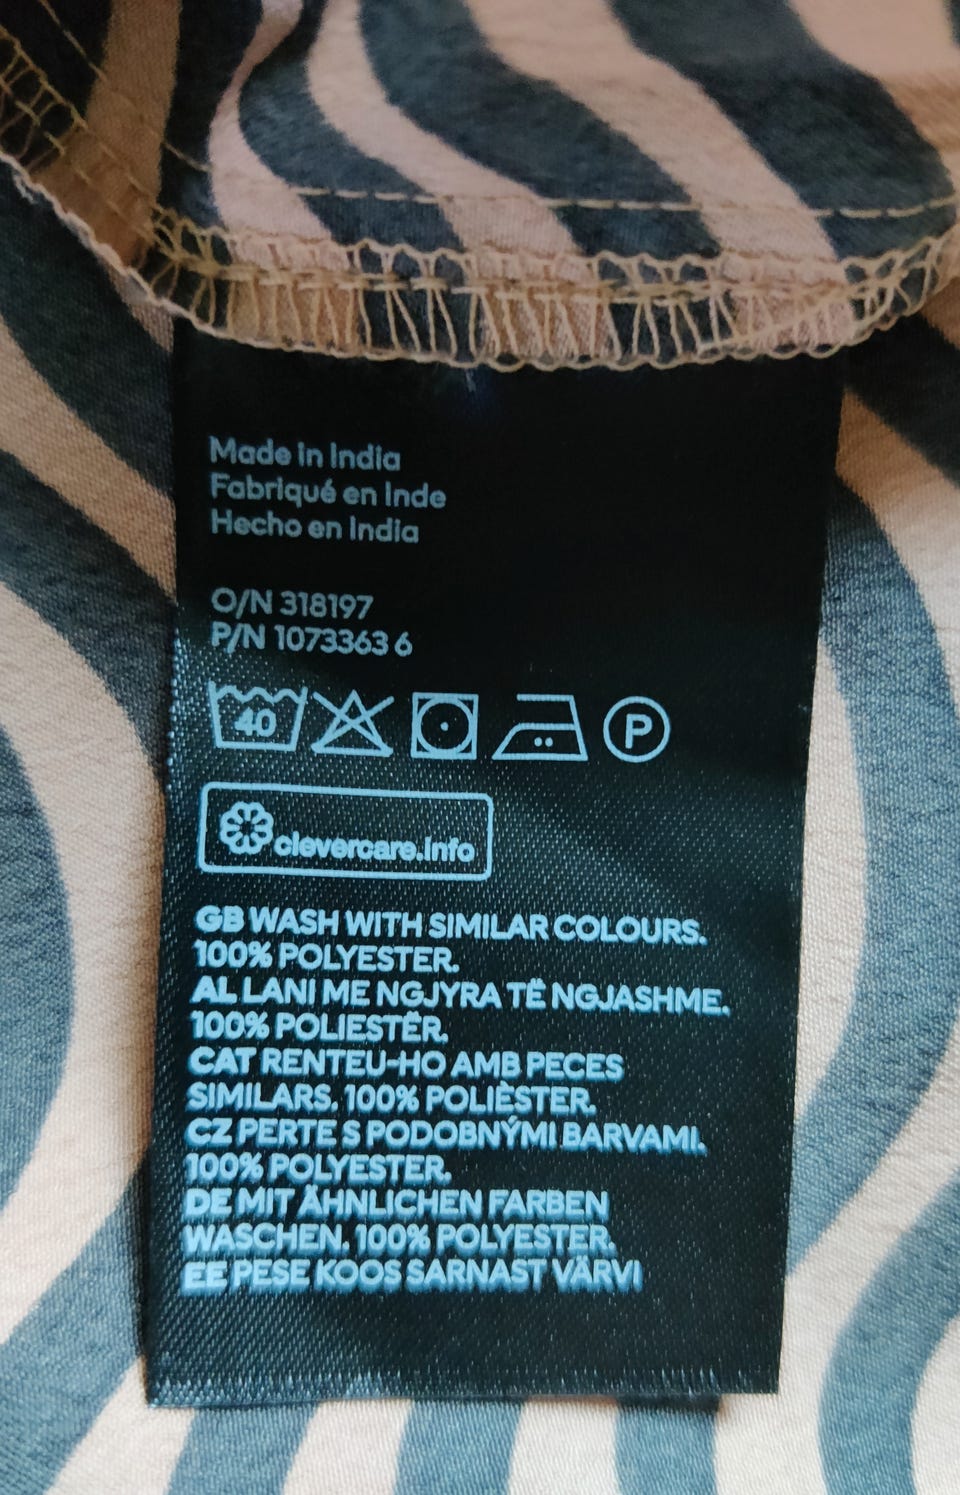 Made in India
Fabriqué en Inde
Hecho en India
O/N 318197
P/N 1073363 6
40
P
clevercare.info
GB WASH WITH SIMILAR COLOURS.
100% POLYESTER.
AL LANI ME NGJYRA TË NGJASHME.
100% POLIESTËR.
CAT RENTEU-HO AMB PECES
SIMILARS. 100% POLIÈSTER.
CZ PERTE S PODOBNÝMI BARVAMI.
100% POLYESTER.
DE MIT ÄHNLICHEN FARBEN
WASCHEN. 100% POLYESTER.
EE PESE KOOS SARNAST VÄRVI